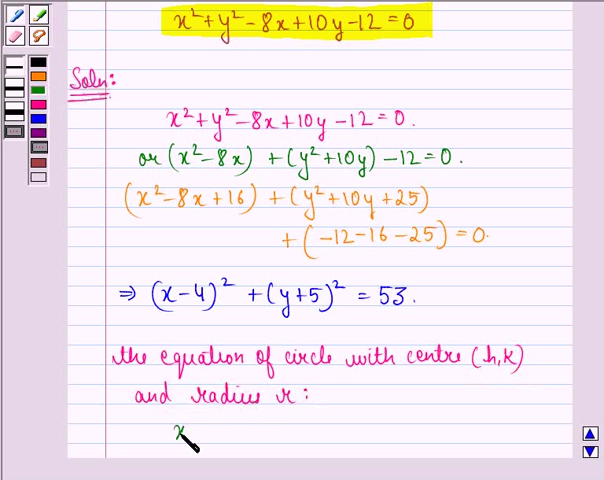 x² + y² - 8x + 10y - 12 = 0
Soln:
x² + y² - 8x + 10y - 12 = 0.
or (x² - 8x) + (y² + 10y) - 12 = 0.
(x² - 8x + 16) + (y² + 10y + 25)
+ (-12 - 16 - 25) = 0.
⇒ (x - 4)² + (y + 5)² = 53.
the equation of circle with centre (h,k)
and radius r:
x